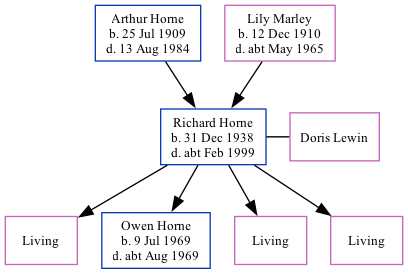 Arthur Horne
b. 25 Jul 1909
d. 13 Aug 1984
Lily Marley
b. 12 Dec 1910
d. abt May 1965
Richard Horne
b. 31 Dec 1938
d. abt Feb 1999
Doris Lewin
Living
Owen Horne
b. 9 Jul 1969
d. abt Aug 1969
Living
Living